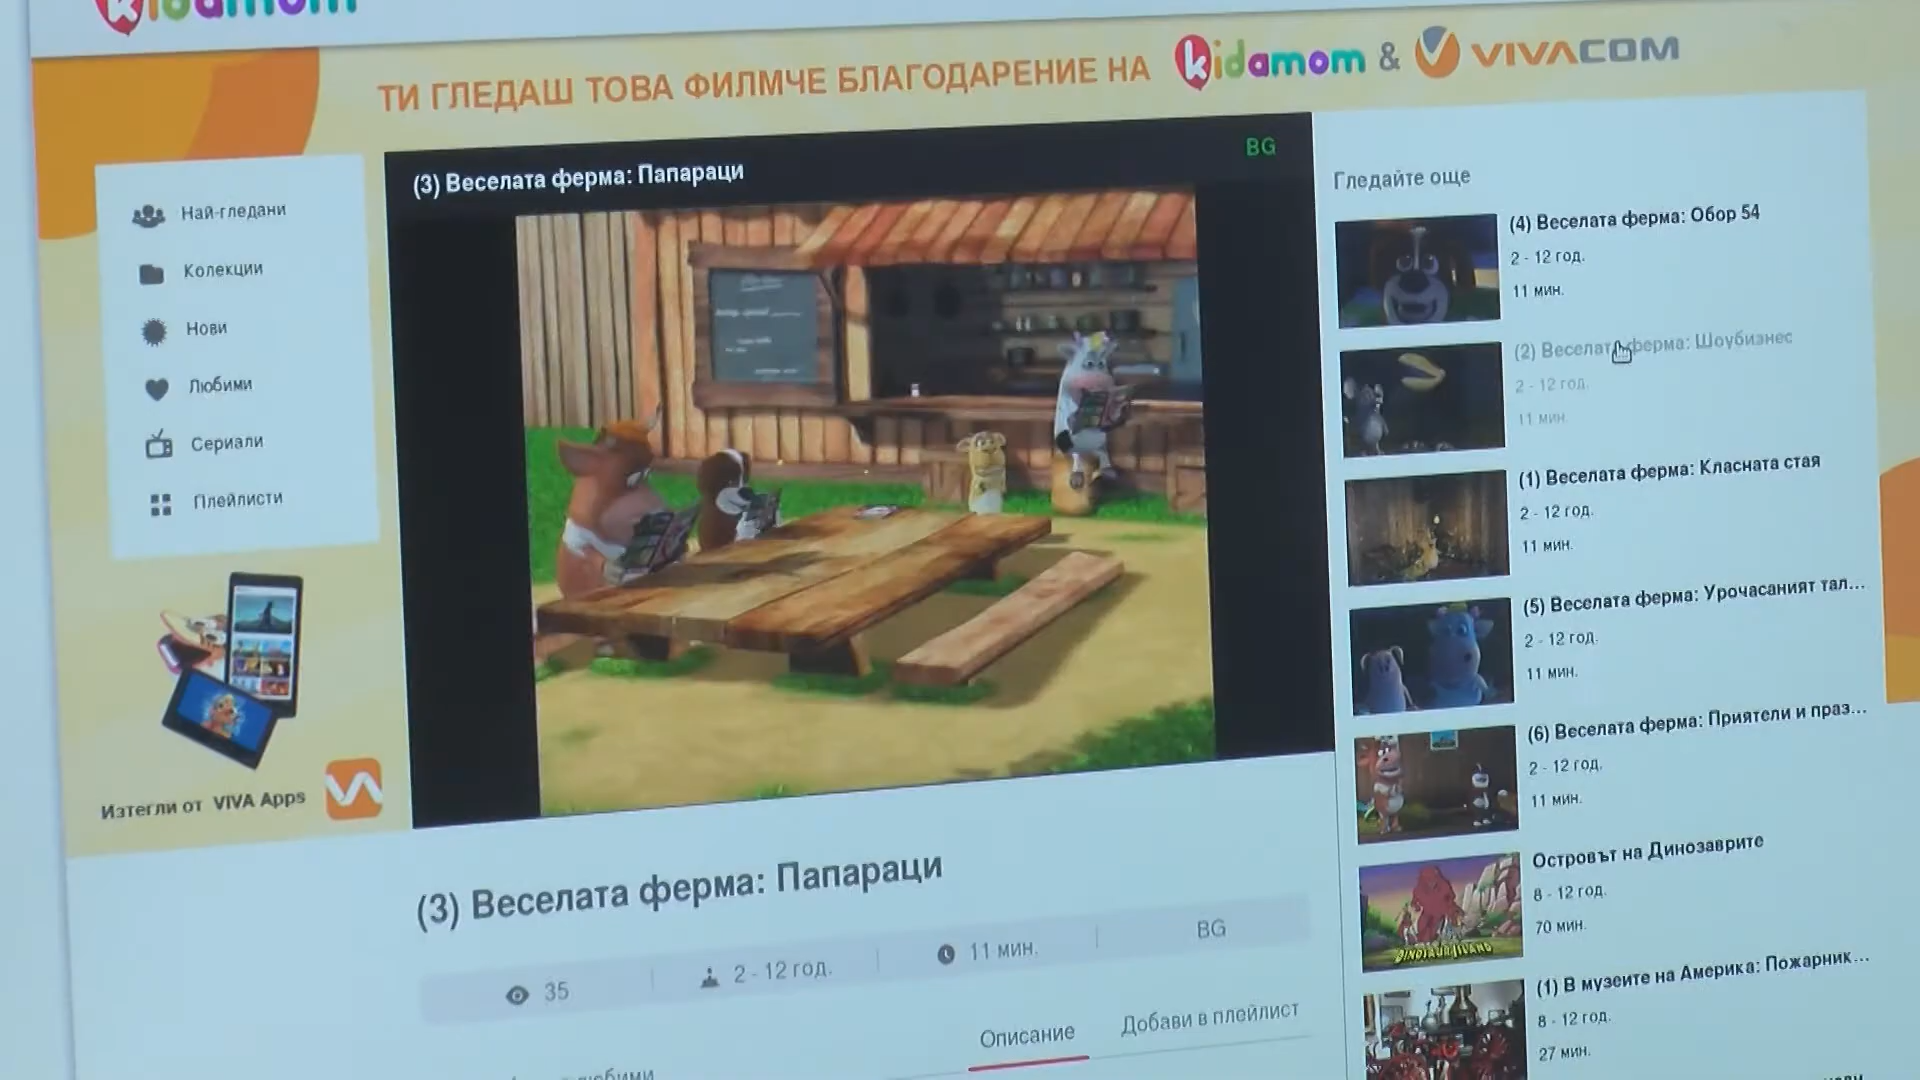 kidamom
ТИ ГЛЕДАШ ТОВА ФИЛМЧЕ БЛАГОДАРЕНИЕ НА kidamom & VIVACOM
Най-гледани
Колекции
Нови
Любими
Сериали
Плейлисти
Изтегли от VIVA Apps
(3) Веселата ферма: Папараци
BG
(3) Веселата ферма: Папараци
35
2 - 12 год.
11 мин.
BG
Описание
Добави в плейлист
Гледайте още
(4) Веселата ферма: Обор 54
2 - 12 год.
11 мин.
(2) Веселата ферма: Шоубизнес
2 - 12 год.
11 мин
(1) Веселата ферма: Класната стая
2 - 12 год.
11 мин.
(5) Веселата ферма: Урочасаният тал...
2 - 12 год.
11 мин.
(6) Веселата ферма: Приятели и праз...
2 - 12 год.
11 мин.
Островът на Динозаврите
8 - 12 год.
70 мин.
DINOSAUR ISLAND
(1) В музеите на Америка: Пожарник...
8 - 12 год.
27 мин.